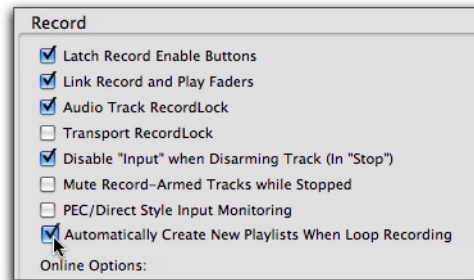 Record
Latch Record Enable Buttons
Link Record and Play Faders
Audio Track RecordLock
Transport RecordLock
Disable "Input" when Disarming Track (In "Stop")
Mute Record-Armed Tracks while Stopped
PEC/Direct Style Input Monitoring
Automatically Create New Playlists When Loop Recording
Online Options: